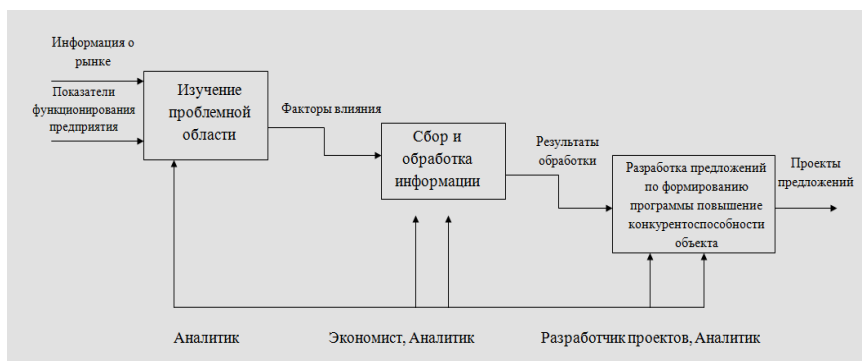 Информация о
рынке
Показатели
функционирования
предприятия
Изучение
проблемной
области
Факторы влияния
Сбор и
обработка
информации
Результаты
обработки
Разработка предложений
по формированию
программы повышение
конкурентоспособности
объекта
Проекты
предложений
Аналитик
Экономист, Аналитик
Разработчик проектов, Аналитик